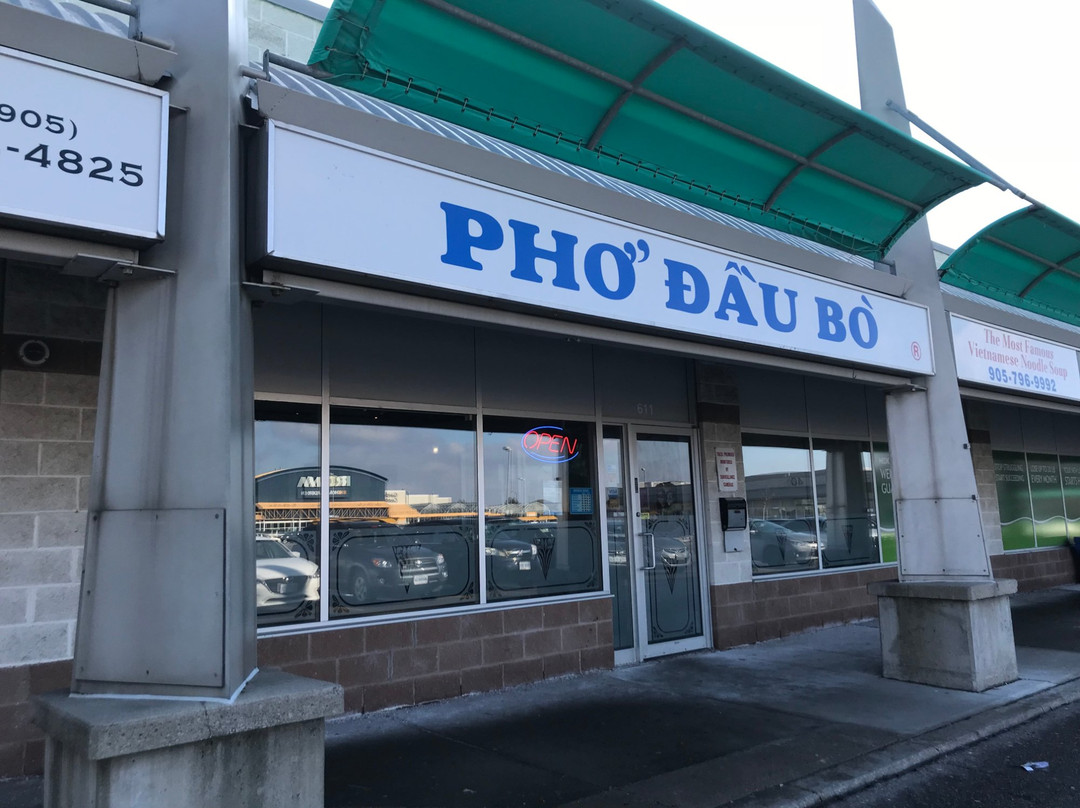 905)
-4825
PHỞ ĐẦU BÒ
®
The Most Famous
Vietnamese Noodle Soup
905-796-9992
611
OPEN